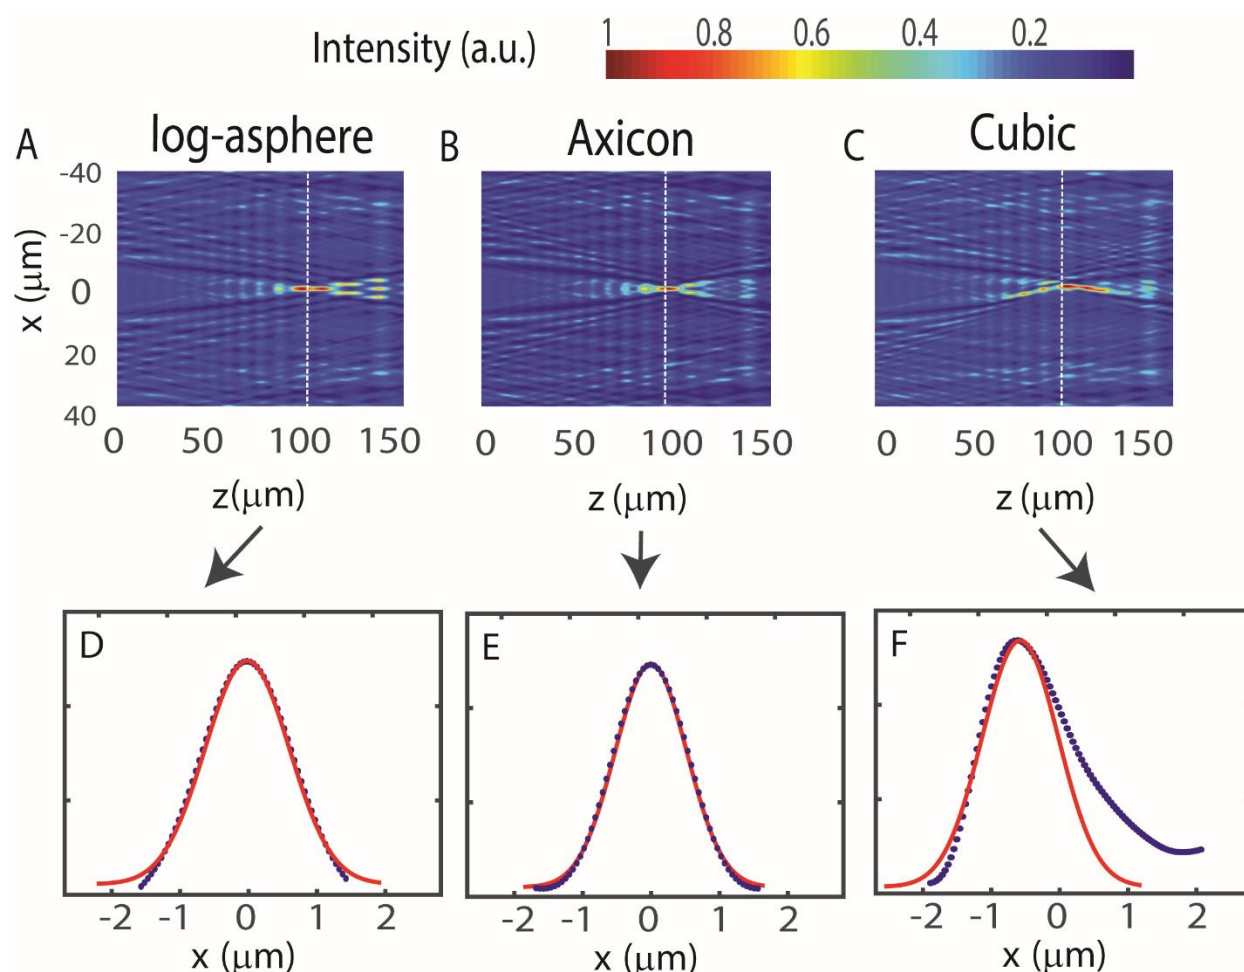 Intensity (a.u.)
1 0.8 0.6 0.4 0.2
A log-asphere
B Axicon
C Cubic
-40
-20
0
20
40
x (μm)
0 50 100 150
0 50 100 150
0 50 100 150
z(μm)
z (μm)
z (μm)
D
E
F
-2 -1 0 1 2
-2 -1 0 1 2
-2 -1 0 1 2
x (μm)
x (μm)
x (μm)